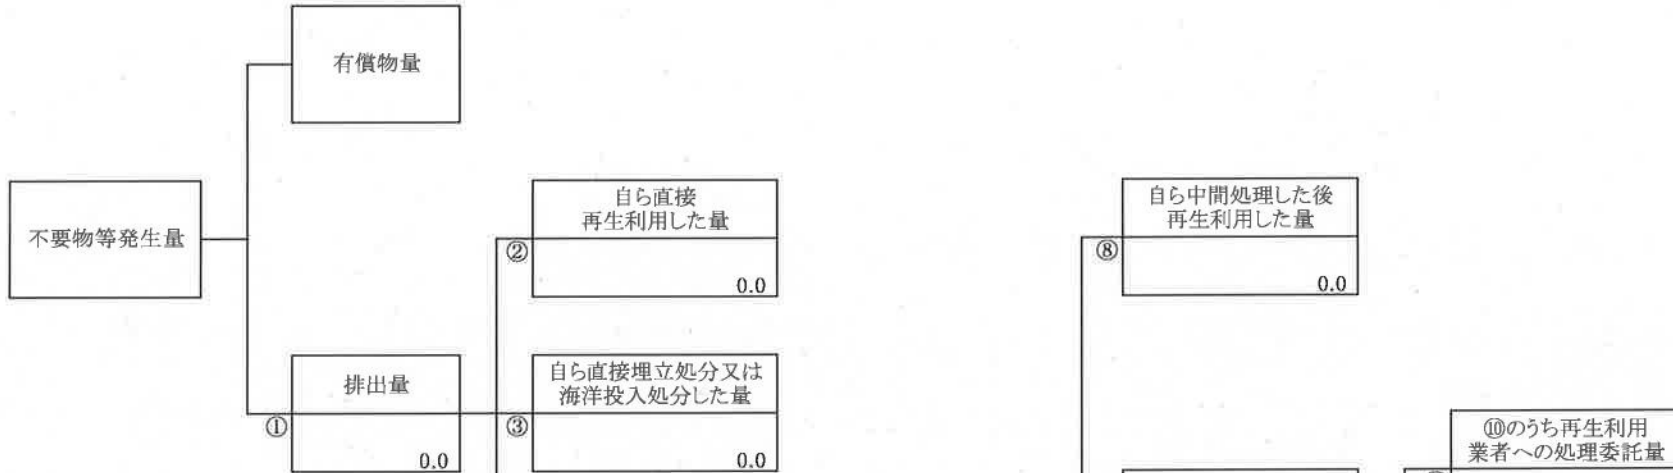 有償物量
不要物等発生量
自ら直接
再生利用した量
②
0.0
自ら中間処理した後
再生利用した量
⑧
0.0
排出量
①
0.0
自ら直接埋立処分又は
海洋投入処分した量
③
0.0
⑩のうち再生利用
業者への処理委託量